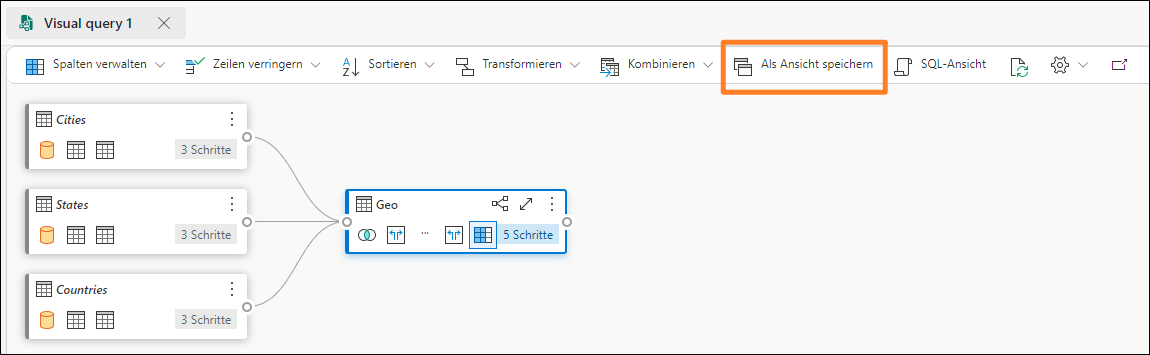 Visual query 1
Spalten verwalten
Zeilen verringern
Sortieren
Transformieren
Kombinieren
Als Ansicht speichern
SQL-Ansicht
Cities
3 Schritte
States
3 Schritte
Geo
5 Schritte
Countries
3 Schritte